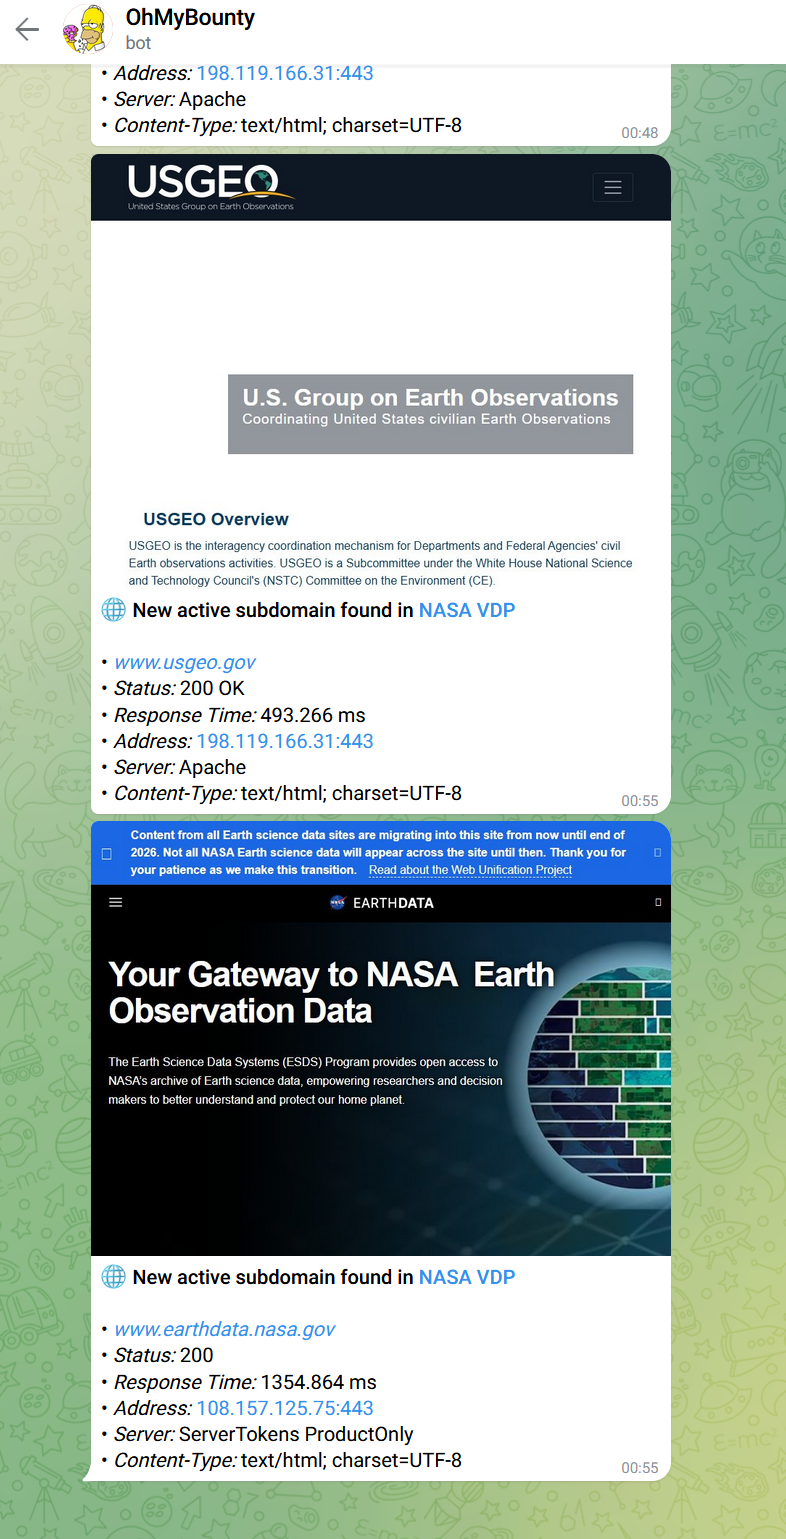 OhMyBounty
bot
• Address: 198.119.166.31:443
• Server: Apache
• Content-Type: text/html; charset=UTF-8
00:48
USGEO
United States Group on Earth Observations
U.S. Group on Earth Observations
Coordinating United States civilian Earth Observations
USGEO Overview
USGEO is the interagency coordination mechanism for Departments and Federal Agencies' civil
Earth observations activities. USGEO is a Subcommittee under the White House National Science
and Technology Council's (NSTC) Committee on the Environment (CE).
New active subdomain found in NASA VDP
• www.usgeo.gov
• Status: 200 OK
• Response Time: 493.266 ms
• Address: 198.119.166.31:443
• Server: Apache
• Content-Type: text/html; charset=UTF-8
00:55
Content from all Earth science data sites are migrating into this site from now until end of
2026. Not all NASA Earth science data will appear across the site until then. Thank you for
your patience as we make this transition. Read about the Web Unification Project
NASA
EARTHDATA
Your Gateway to NASA Earth
Observation Data
The Earth Science Data Systems (ESDS) Program provides open access to
NASA's archive of Earth science data, empowering researchers and decision
makers to better understand and protect our home planet.
New active subdomain found in NASA VDP
• www.earthdata.nasa.gov
• Status: 200
• Response Time: 1354.864 ms
• Address: 108.157.125.75:443
• Server: ServerTokens ProductOnly
• Content-Type: text/html; charset=UTF-8
00:55